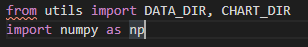 from utils import DATA_DIR, CHART_DIR
import numpy as np